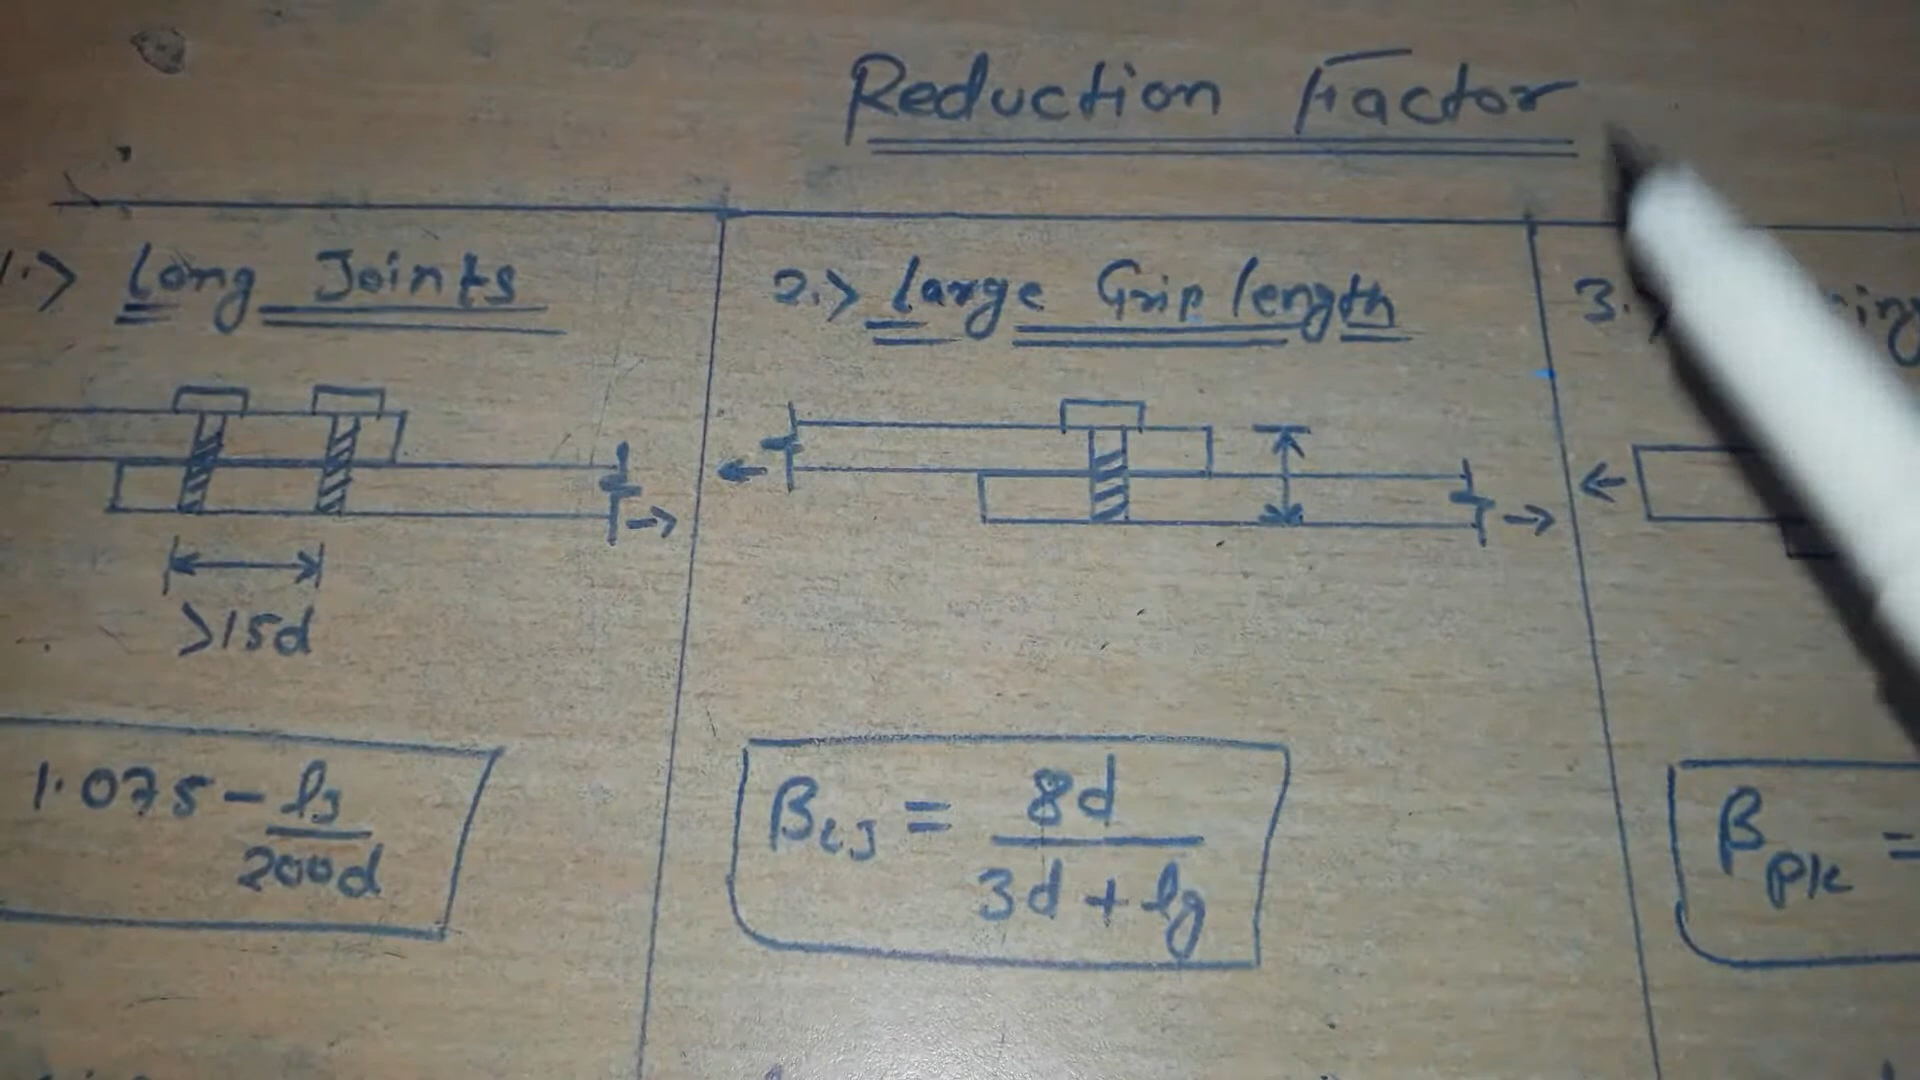 Reduction Factor
1.> Long Joints
>15d
1.075 - lj
200d
2.> Large Grip length
βLJ = 8d
3d + lg
3.
βpk =